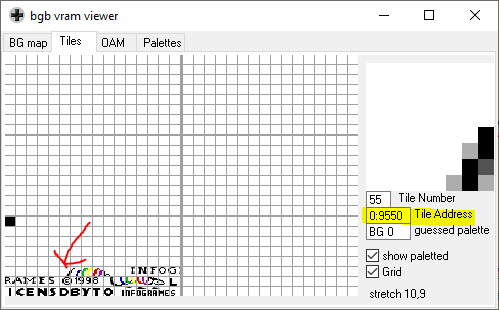 bgb vram viewer
BG map Tiles OAM Palettes
55 Tile Number
0:9550 Tile Address
BG 0 guessed palette
show paletted
Grid
stretch 10,9
INFOG
RAMES ©1998 L
ICENSDBYTO INFOGRAMES